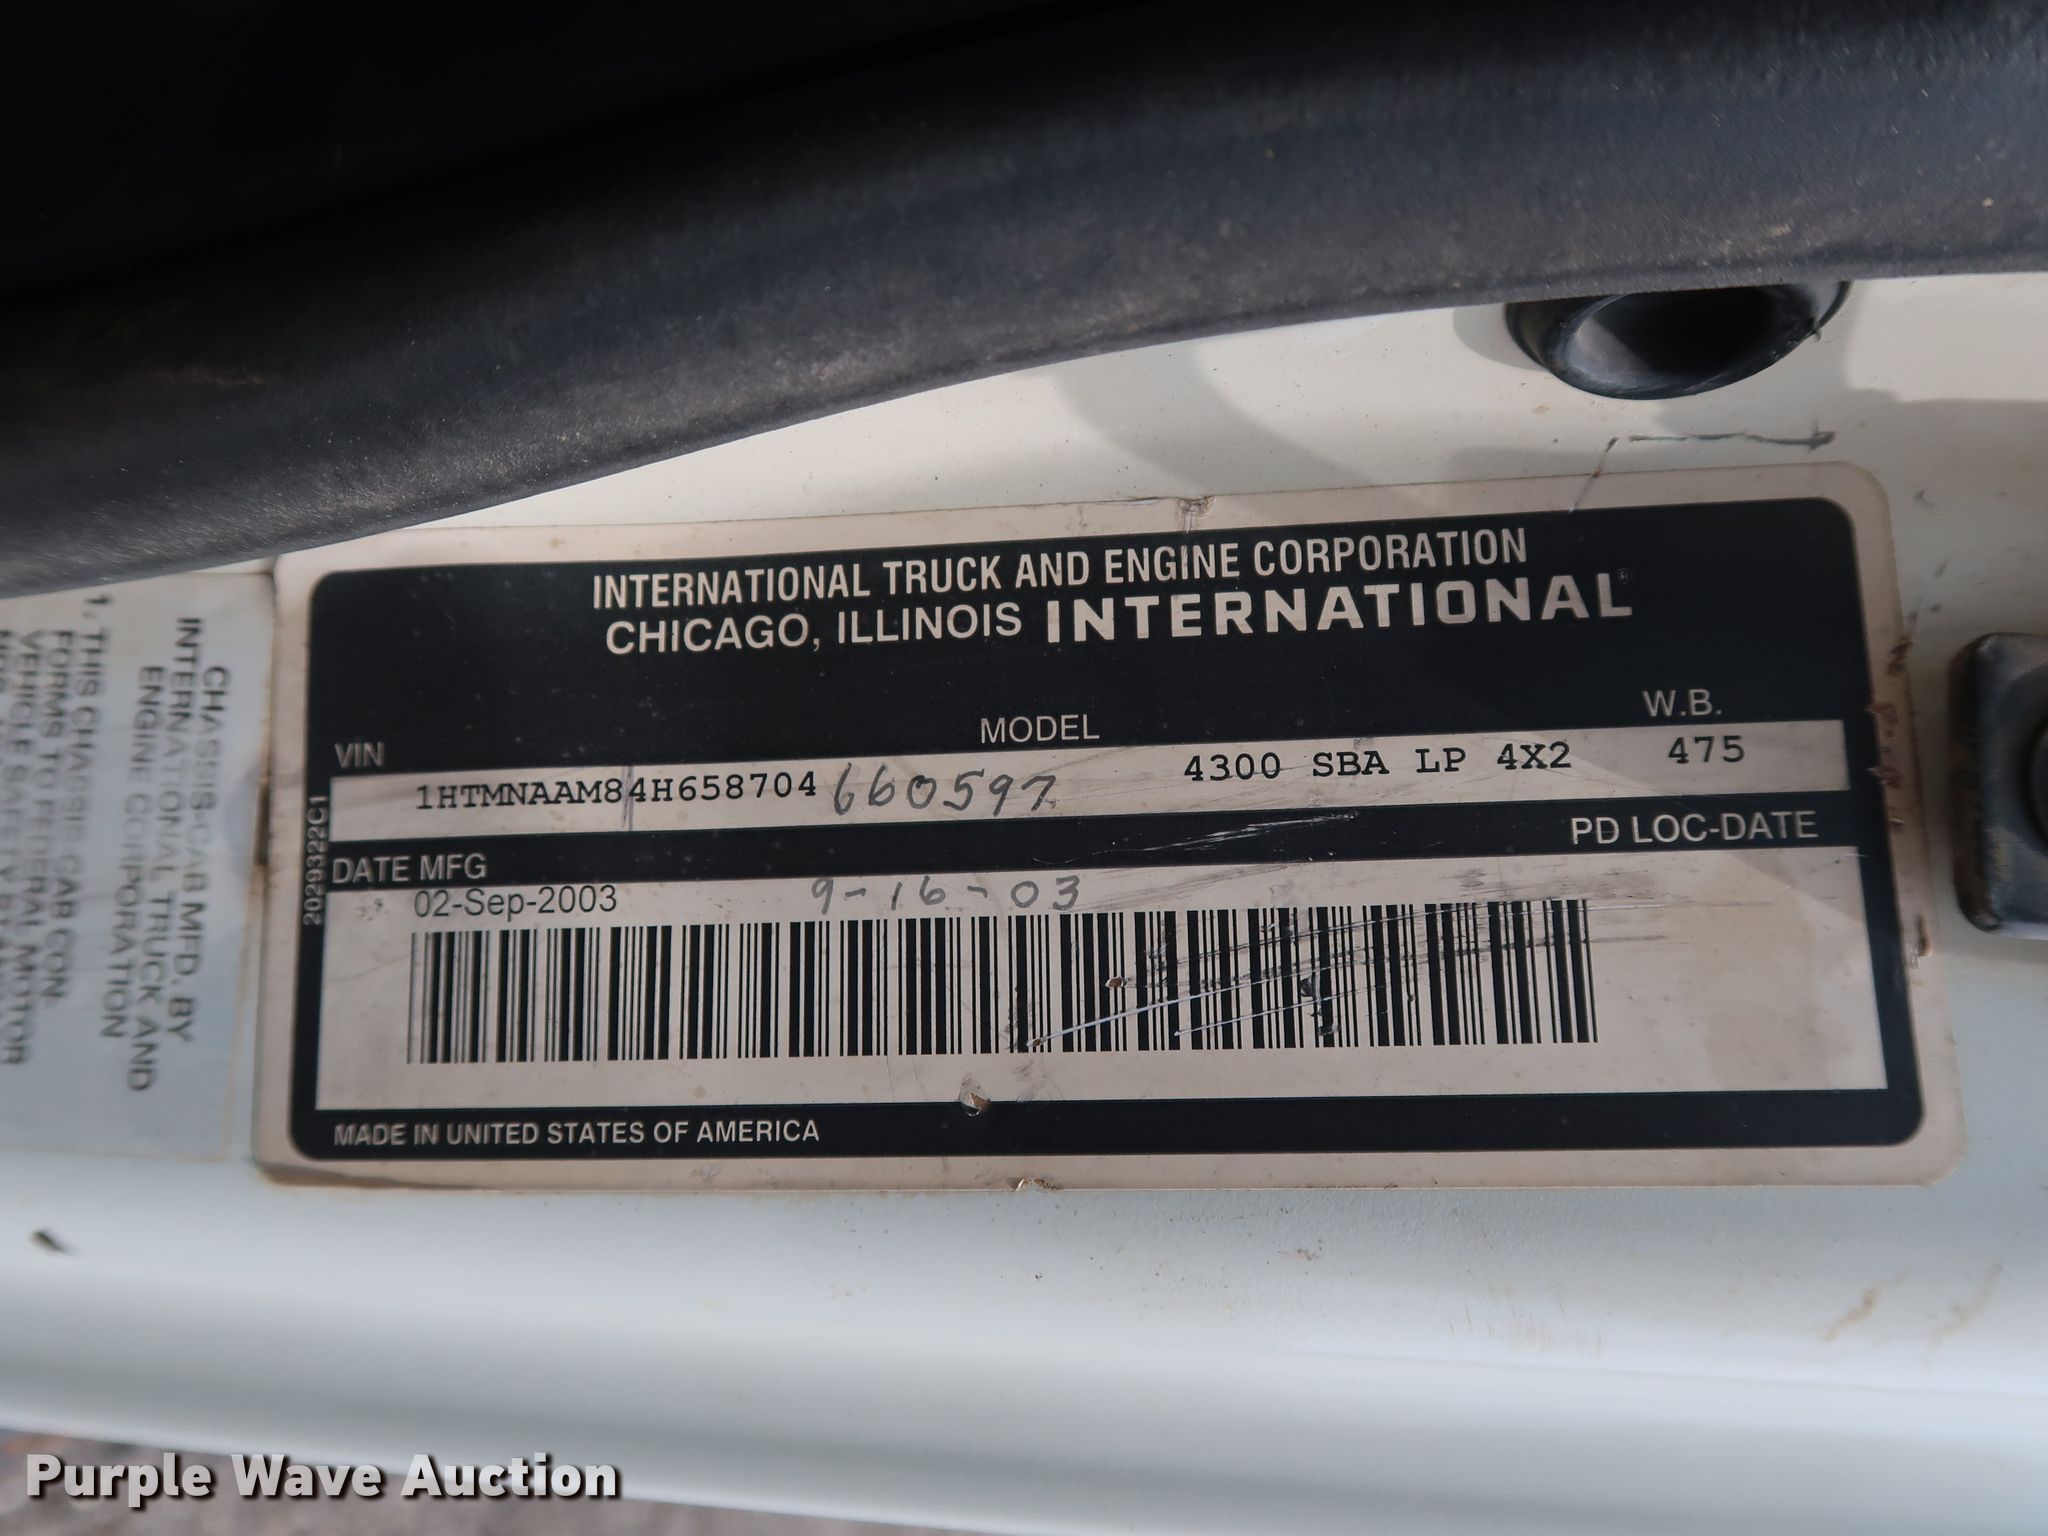 INTERNATIONAL TRUCK AND ENGINE CORPORATION
CHICAGO, ILLINOIS INTERNATIONAL®
VIN MODEL W.B.
1HTMNAAM84H658704 660597 4300 SBA LP 4X2 475
DATE MFG PD LOC-DATE
02-Sep-2003 9-16-03
MADE IN UNITED STATES OF AMERICA
2029322C1
CHASSIS-CAB MFD. BY
INTERNATIONAL TRUCK AND
ENGINE CORPORATION
1, THIS CHASSIS CAB CON.
FORMS TO FEDERAL MOTOR
VEHICLE SAFETY
Purple Wave Auction